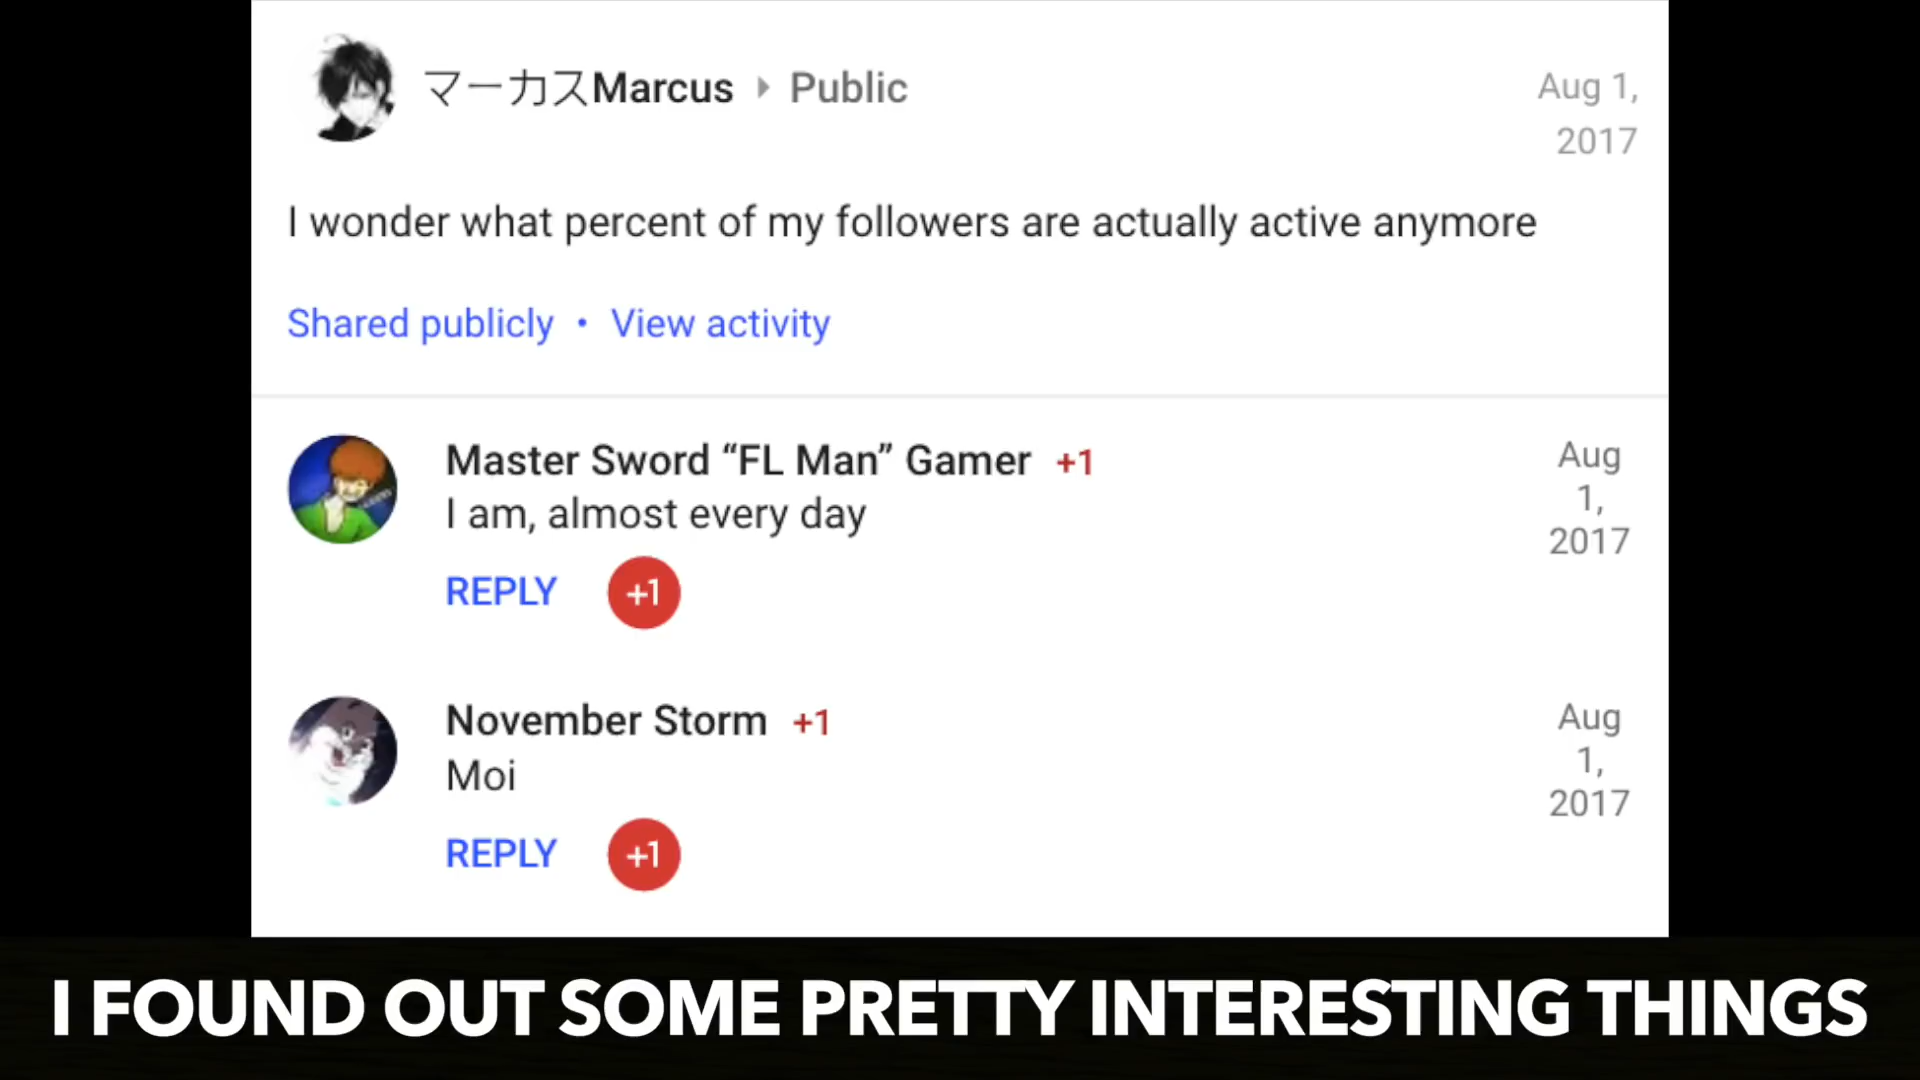 マーカスMarcus ▸ Public
Aug 1,
2017
I wonder what percent of my followers are actually active anymore
Shared publicly • View activity
Master Sword “FL Man” Gamer +1
I am, almost every day
Aug
1,
2017
REPLY +1
November Storm +1
Moi
Aug
1,
2017
REPLY +1
I FOUND OUT SOME PRETTY INTERESTING THINGS